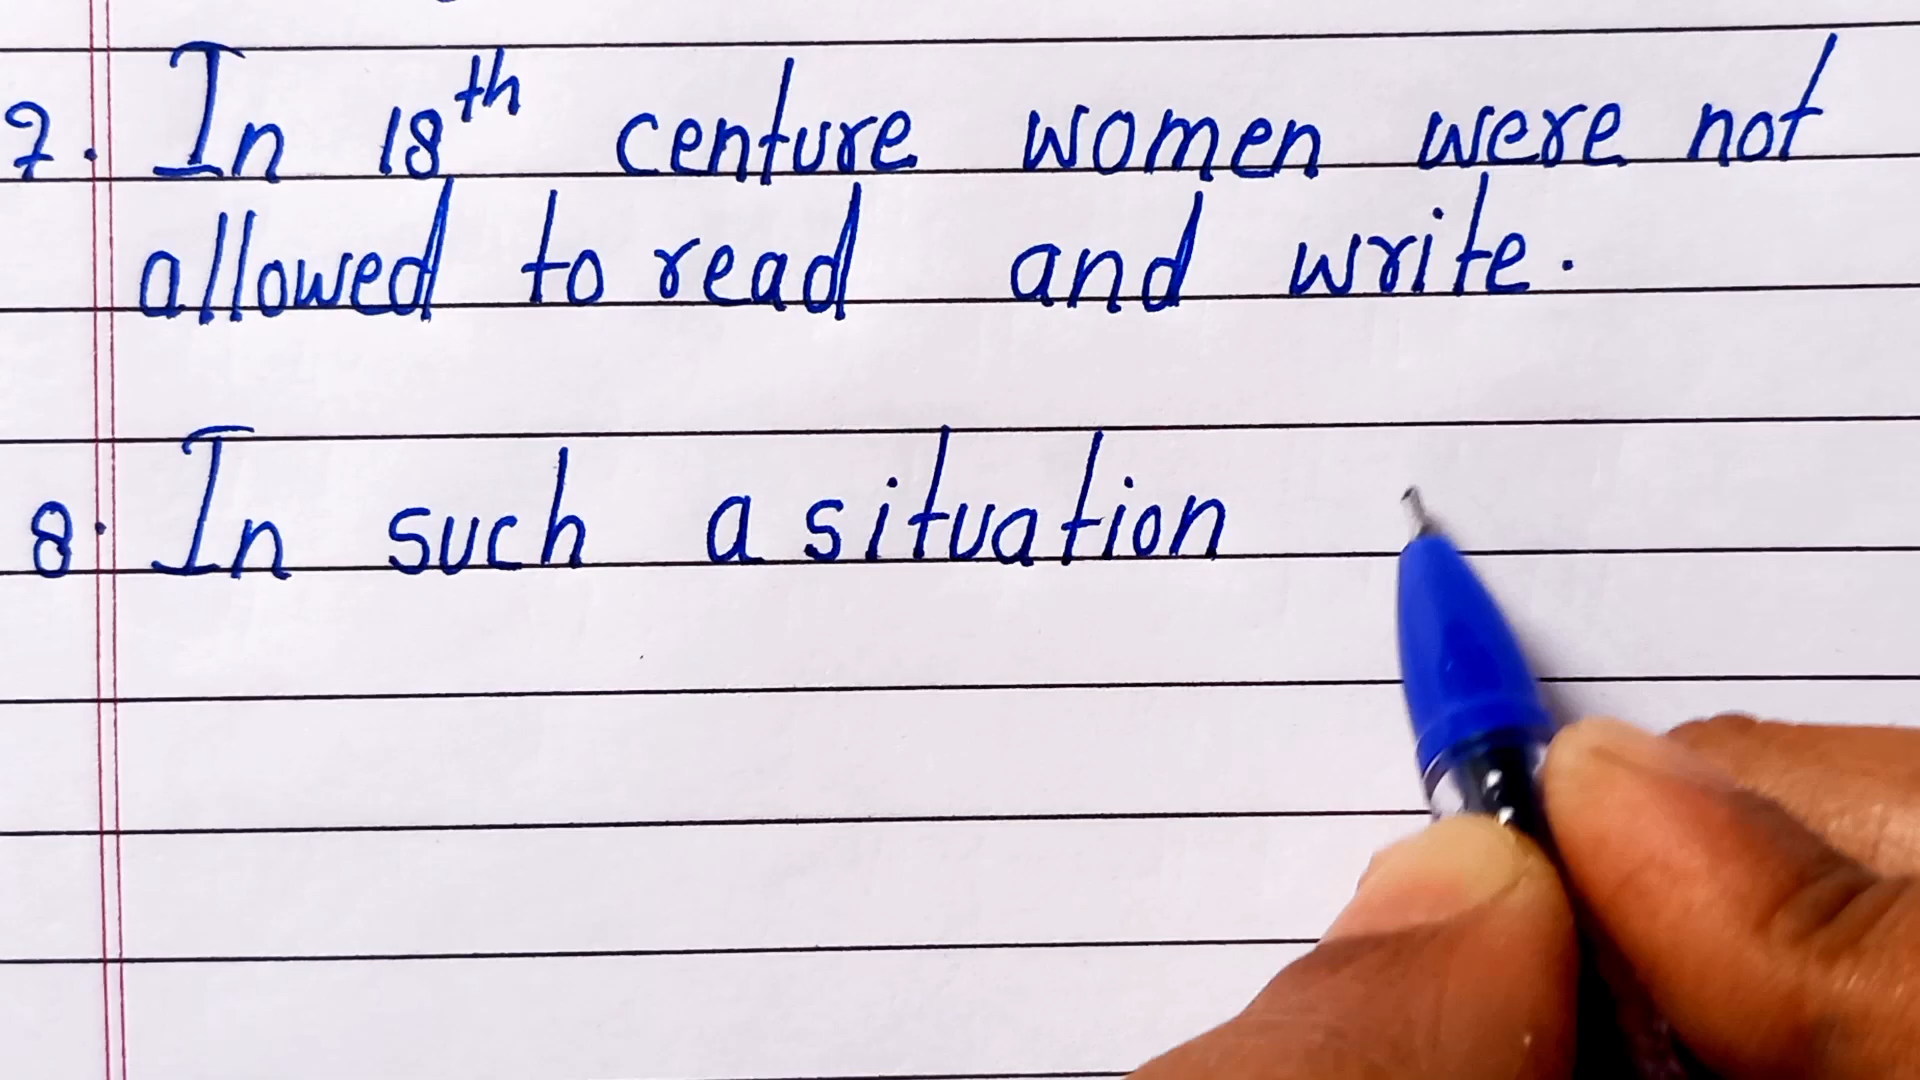 7. In 18th centure women were not
allowed to read and write.
8. In such a situation